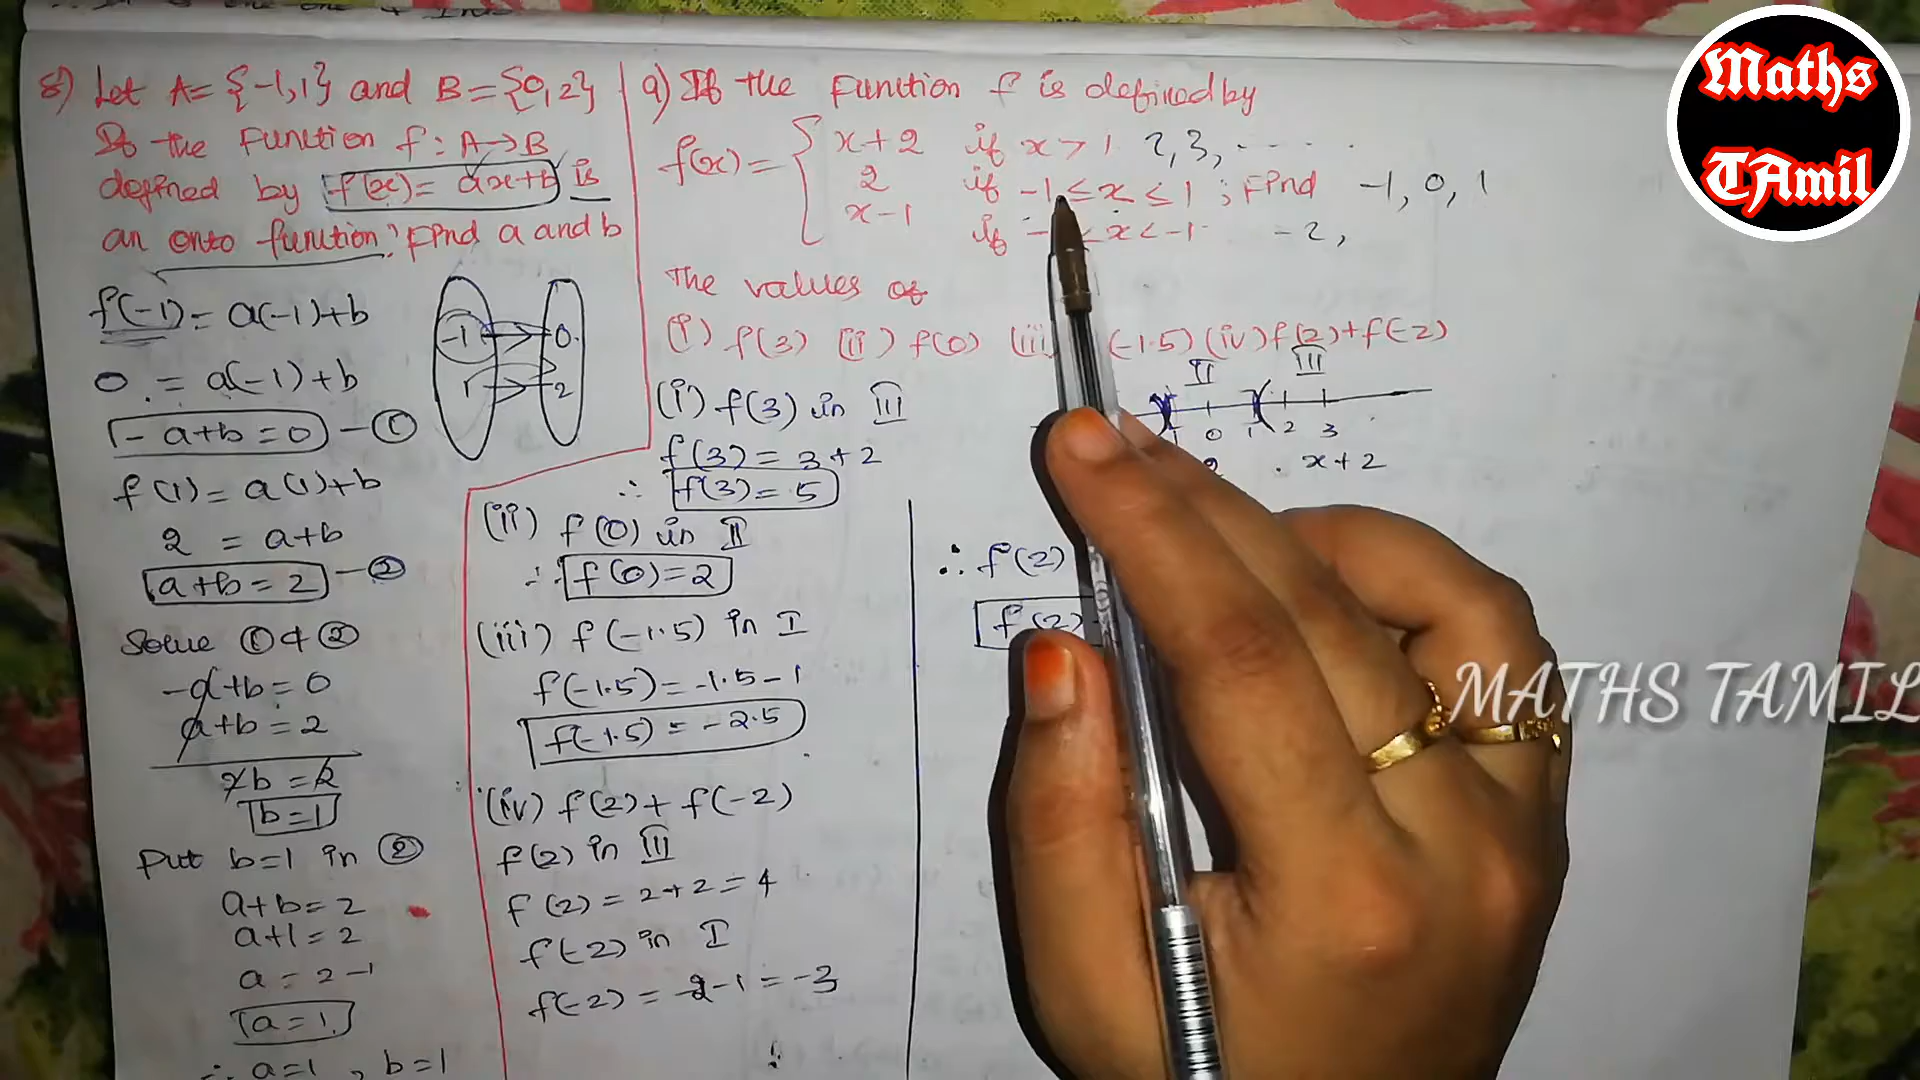 8) Let A= {-1,1} and B={0,2}
If the Function f: A→B
defined by f(x)= ax+b is
an onto function? Find a and b
f(-1)= a(-1)+b
0 = a(-1)+b
-a+b=0 -①
f(1)= a(1)+b
2 = a+b
a+b=2 -②
Solve ① & ②
-a+b=0
a+b=2
2b=2
b=1
Put b=1 in ②
a+b=2
a+1=2
a=2-1
a=1
∴ a=1, b=1
-1
1
0
2
9) If the Function f is defined by
f(x)= { x+2 if x>1 2,3,.....
2 if -1≤x≤1 ; Find -1, 0, 1
x-1 if <x<-1 -2,
The values of
(i) f(3) (ii) f(0) (iii) (-1.5) (iv) f(2)+f(-2)
II III
0 1 2 3
x+2
(i) f(3) in III
f(3)= 3+2
∴ f(3)=5
(ii) f(0) in II
∴ f(0)=2
(iii) f(-1.5) in I
f(-1.5)=-1.5-1
f(-1.5)=-2.5
(iv) f(2)+f(-2)
f(2) in III
f(2)=2+2=4
f(-2) in I
f(-2)=-2-1=-3
∴ f(2)
f(2)
Maths
TAmil
MATHS TAMIL